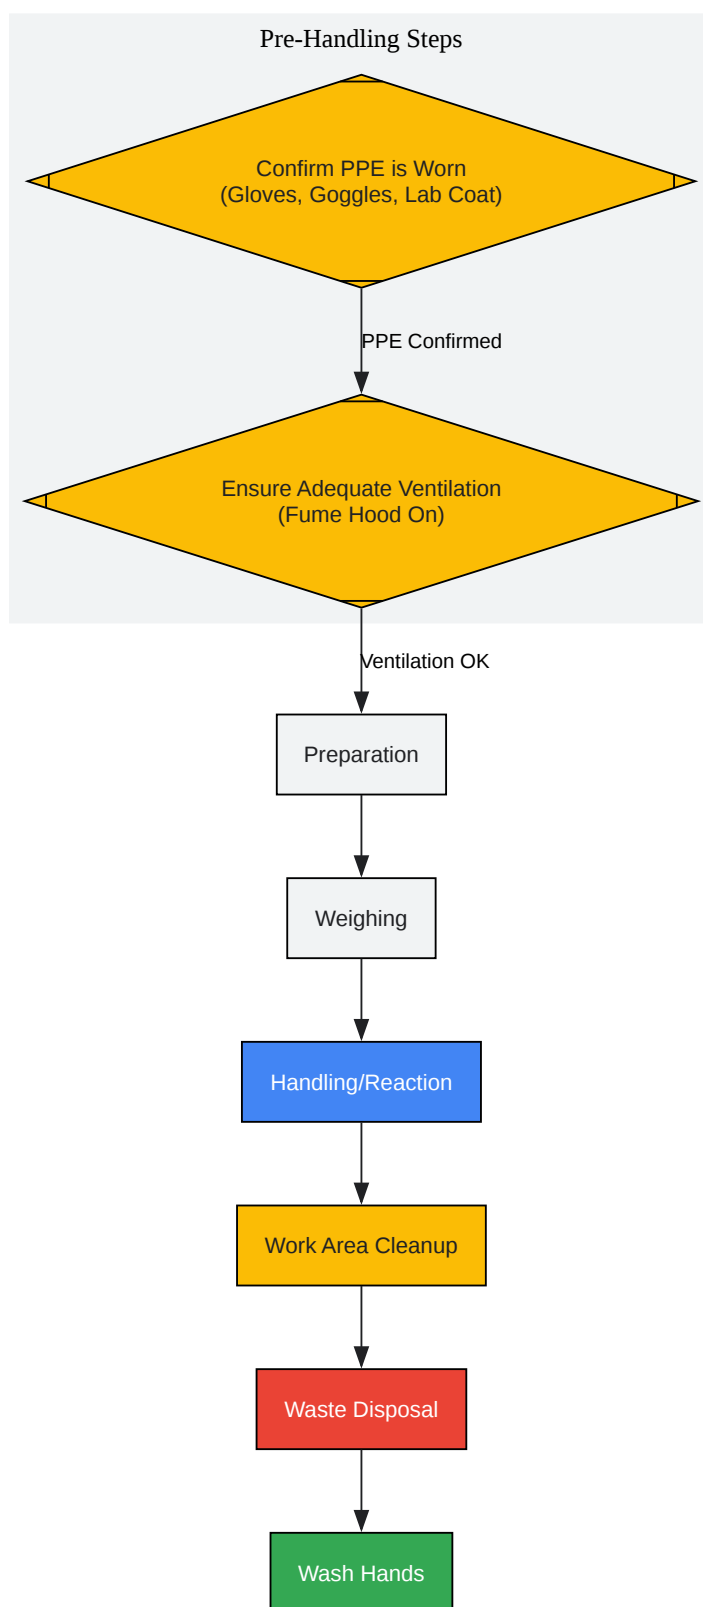 Pre-Handling Steps
Confirm PPE is Worn
(Gloves, Goggles, Lab Coat)
PPE Confirmed
Ensure Adequate Ventilation
(Fume Hood On)
Ventilation OK
Preparation
Weighing
Handling/Reaction
Work Area Cleanup
Waste Disposal
Wash Hands